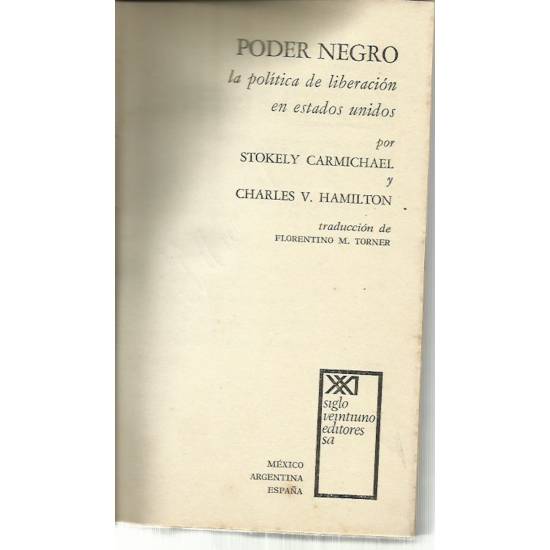 PODER NEGRO
la política de liberación
en estados unidos
por
STOKELY CARMICHAEL
y
CHARLES V. HAMILTON
traducción de
FLORENTINO M. TORNER
XXI
siglo
veintiuno
editores
sa
MÉXICO
ARGENTINA
ESPAÑA